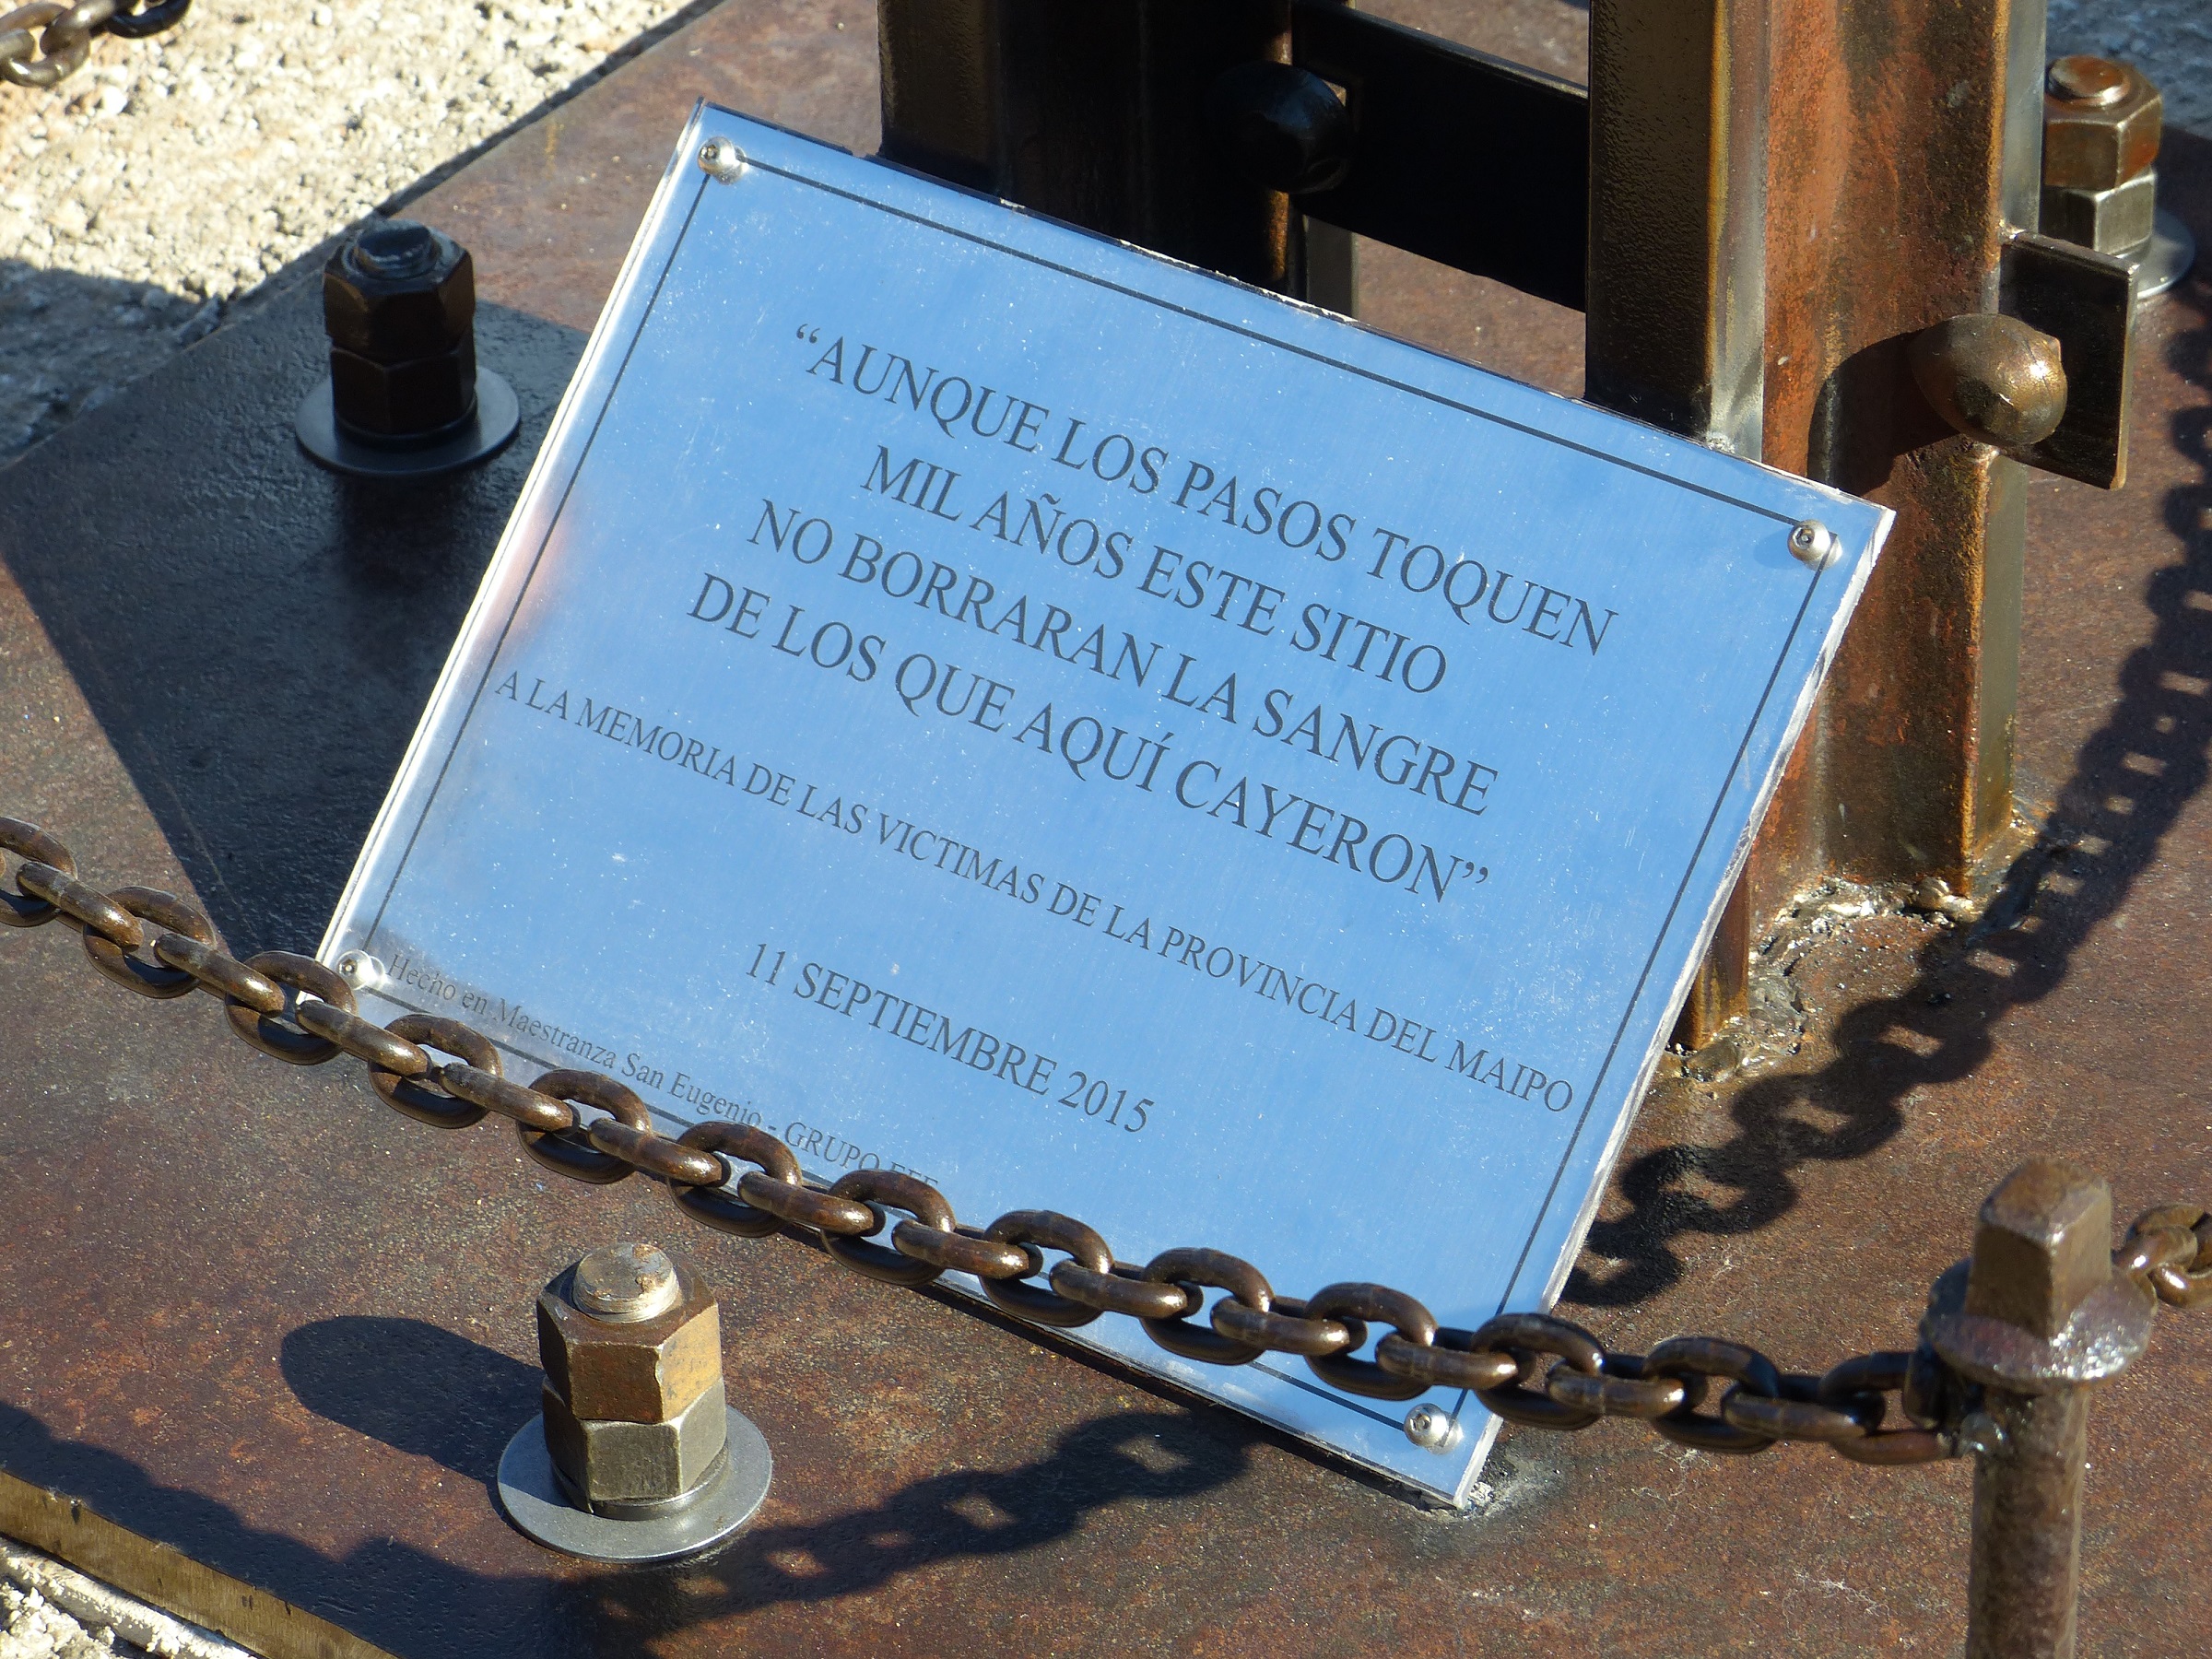 “AUNQUE LOS PASOS TOQUEN
MIL AÑOS ESTE SITIO
NO BORRARAN LA SANGRE
DE LOS QUE AQUÍ CAYERON”
A LA MEMORIA DE LAS VICTIMAS DE LA PROVINCIA DEL MAIPO
11 SEPTIEMBRE 2015
Hecho en Maestranza San Eugenio - GRUPO